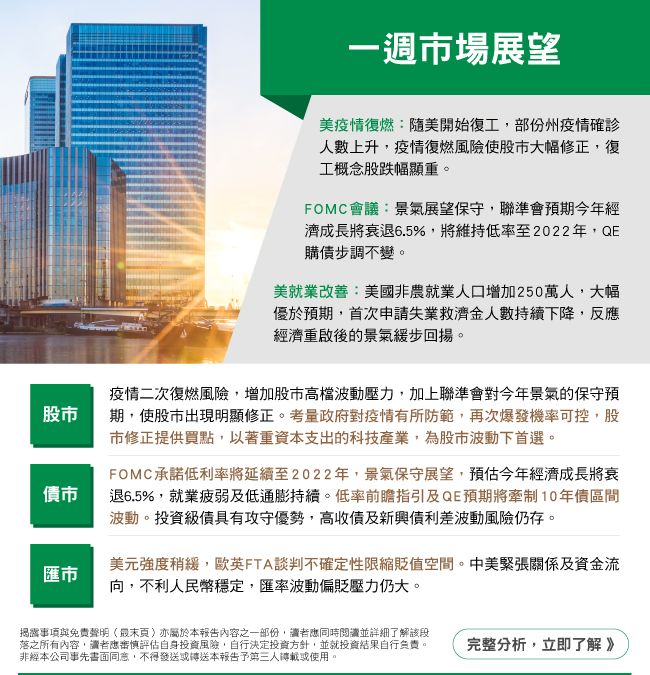 一週市場展望
美疫情復燃：隨美開始復工，部份州疫情確診
人數上升，疫情復燃風險使股市大幅修正，復
工概念股跌幅顯重。
FOMC會議：景氣展望保守，聯準會預期今年經
濟成長將衰退6.5%，將維持低率至2022年，QE
購債步調不變。
美就業改善：美國非農就業人口增加250萬人，大幅
優於預期，首次申請失業救濟金人數持續下降，反應
經濟重啟後的景氣緩步回揚。
股市
疫情二次復燃風險，增加股市高檔波動壓力，加上聯準會對今年景氣的保守預
期，使股市出現明顯修正。考量政府對疫情有所防範，再次爆發機率可控，股
市修正提供買點，以著重資本支出的科技產業，為股市波動下首選。
債市
FOMC承諾低利率將延續至2022年，景氣保守展望，預估今年經濟成長將衰
退6.5%，就業疲弱及低通膨持續。低率前瞻指引及QE預期將牽制10年債區間
波動。投資級債具有攻守優勢，高收債及新興債利差波動風險仍存。
匯市
美元強度稍緩，歐英FTA談判不確定性限縮貶值空間。中美緊張關係及資金流
向，不利人民幣穩定，匯率波動偏貶壓力仍大。
揭露事項與免責聲明（最末頁）亦屬於本報告內容之一部份，讀者應同時閱讀並詳細了解該段
落之所有內容，讀者應審慎評估自身投資風險，自行決定投資方針，並就投資結果自行負責。
非經本公司事先書面同意，不得發送或轉送本報告予第三人轉載或使用。
完整分析，立即了解 》